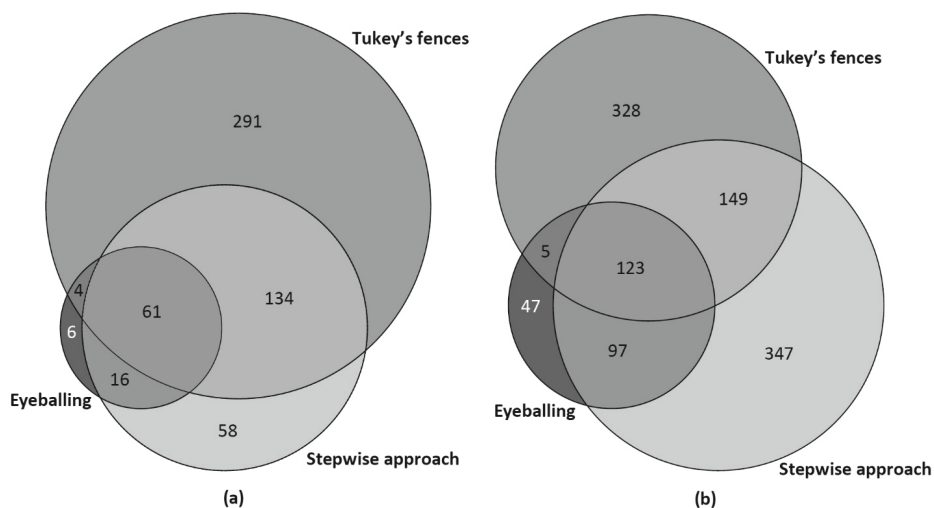 Tukey's fences
291
4
61
134
6
16
Eyeballing
58
Stepwise approach
(a)
Tukey's fences
328
149
5
123
47
97
347
Eyeballing
Stepwise approach
(b)